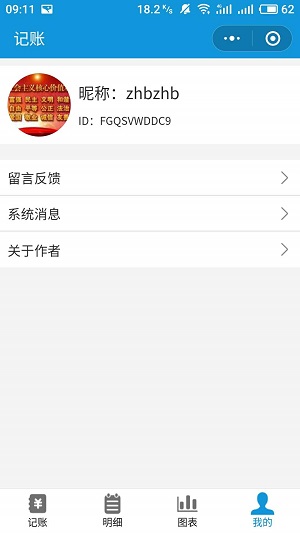 09:11
18.2 K/s
62
记账
会主义核心价值
富强 民主 文明 和谐
自由 平等 公正 法治
爱国 敬业 诚信 友善
昵称：zhbzhb
ID：FGQSVWDDC9
留言反馈
系统消息
关于作者
记账
明细
图表
我的